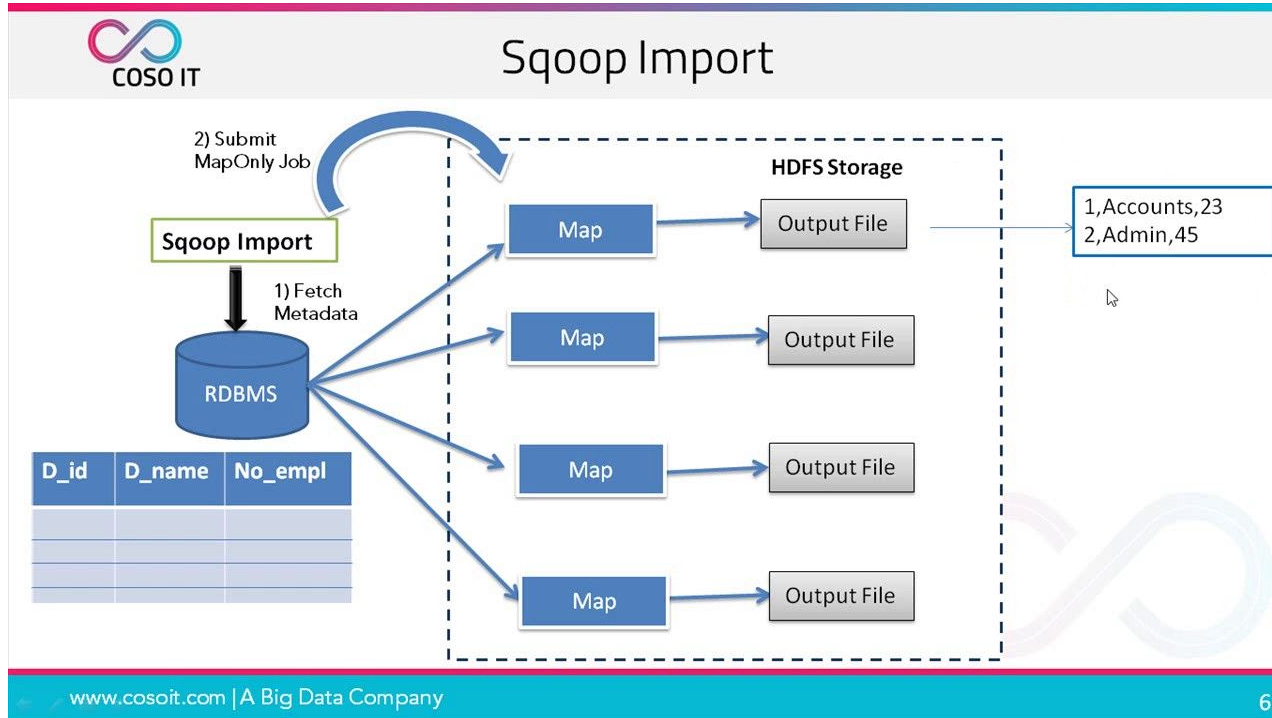 COSO IT
Sqoop Import
2) Submit
MapOnly Job
HDFS Storage
Sqoop Import
1) Fetch
Metadata
RDBMS
D_id D_name No_empl
Map
Output File
1,Accounts,23
2,Admin,45
Map
Output File
Map
Output File
Map
Output File
www.cosoit.com | A Big Data Company
6